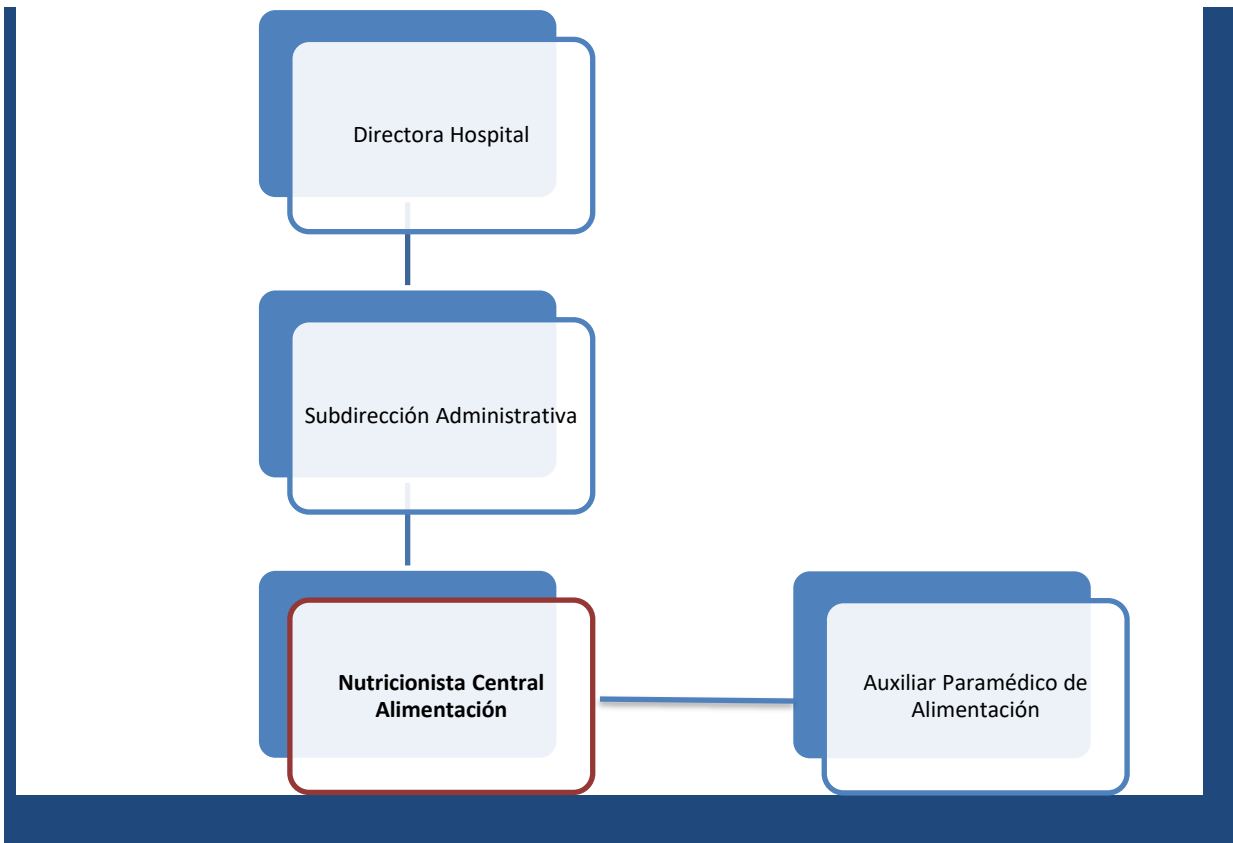 Directora Hospital
Subdirección Administrativa
Nutricionista Central
Alimentación
Auxiliar Paramédico de
Alimentación